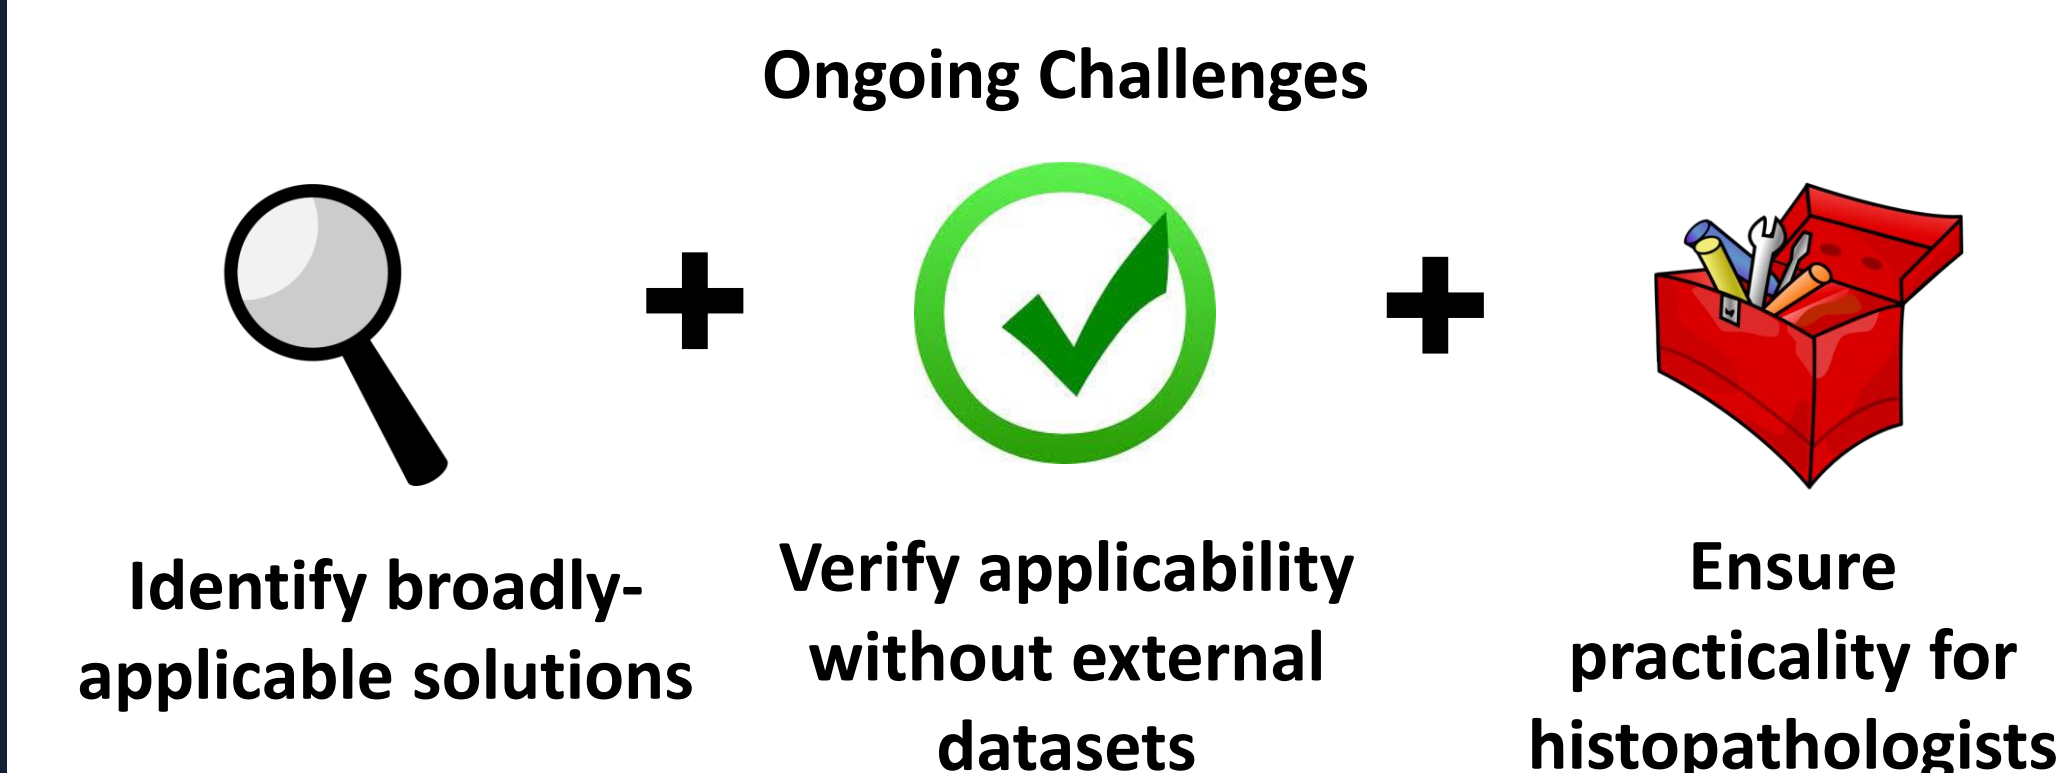 Ongoing Challenges
Identify broadly-
applicable solutions
Verify applicability
without external
datasets
Ensure
practicality for
histopathologists